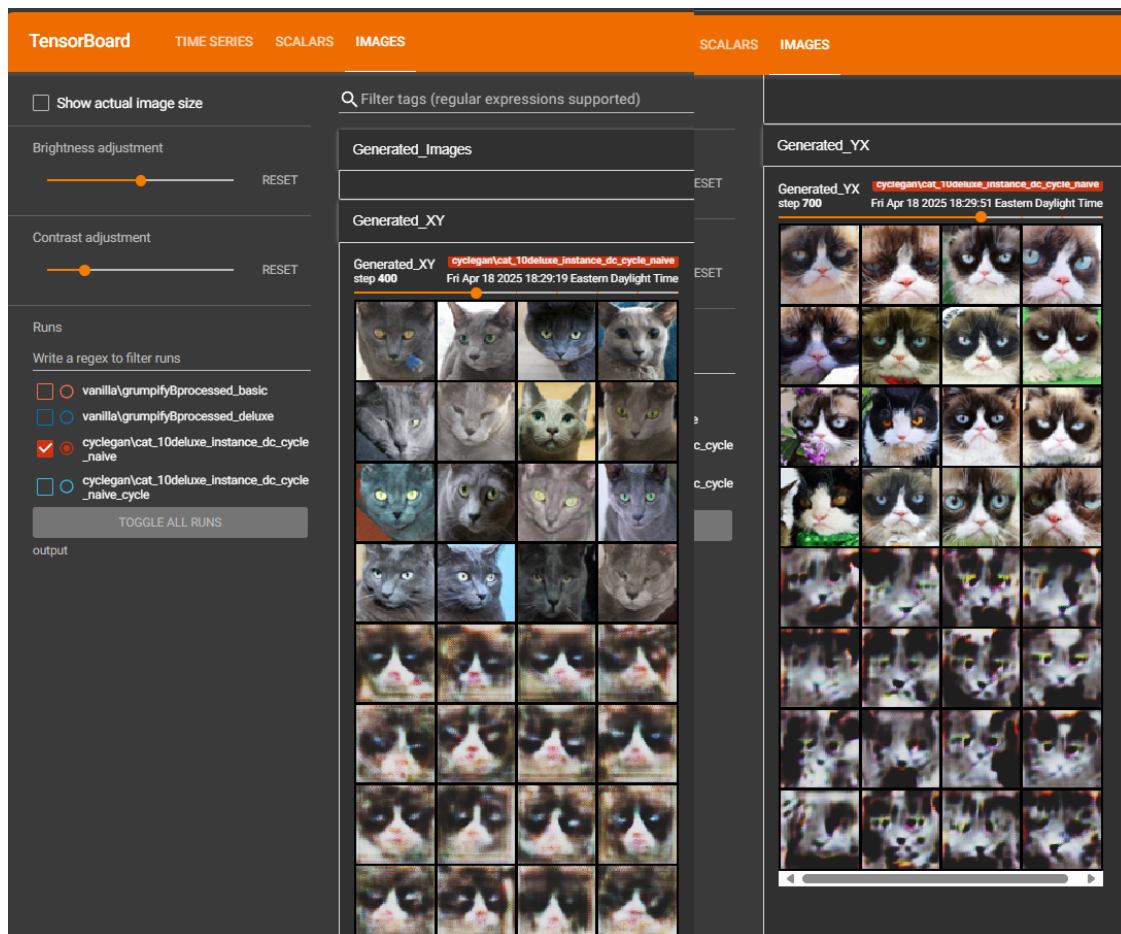 TensorBoard TIME SERIES SCALARS IMAGES
Show actual image size
Brightness adjustment
RESET
Contrast adjustment
RESET
Runs
Write a regex to filter runs
vanilla\grumpifyBprocessed_basic
vanilla\grumpifyBprocessed_deluxe
cyclegan\cat_10deluxe_instance_dc_cycle
_naive
cyclegan\cat_10deluxe_instance_dc_cycle
_naive_cycle
TOGGLE ALL RUNS
output
Filter tags (regular expressions supported)
Generated_Images
Generated_XY
Generated_XY cyclegan\cat_10deluxe_instance_dc_cycle_naive
step 400 Fri Apr 18 2025 18:29:19 Eastern Daylight Time
SCALARS IMAGES
ESET
ESET
e
c_cycle
c_cycle
Generated_YX
Generated_YX cyclegan\cat_10deluxe_instance_dc_cycle_naive
step 700 Fri Apr 18 2025 18:29:51 Eastern Daylight Time